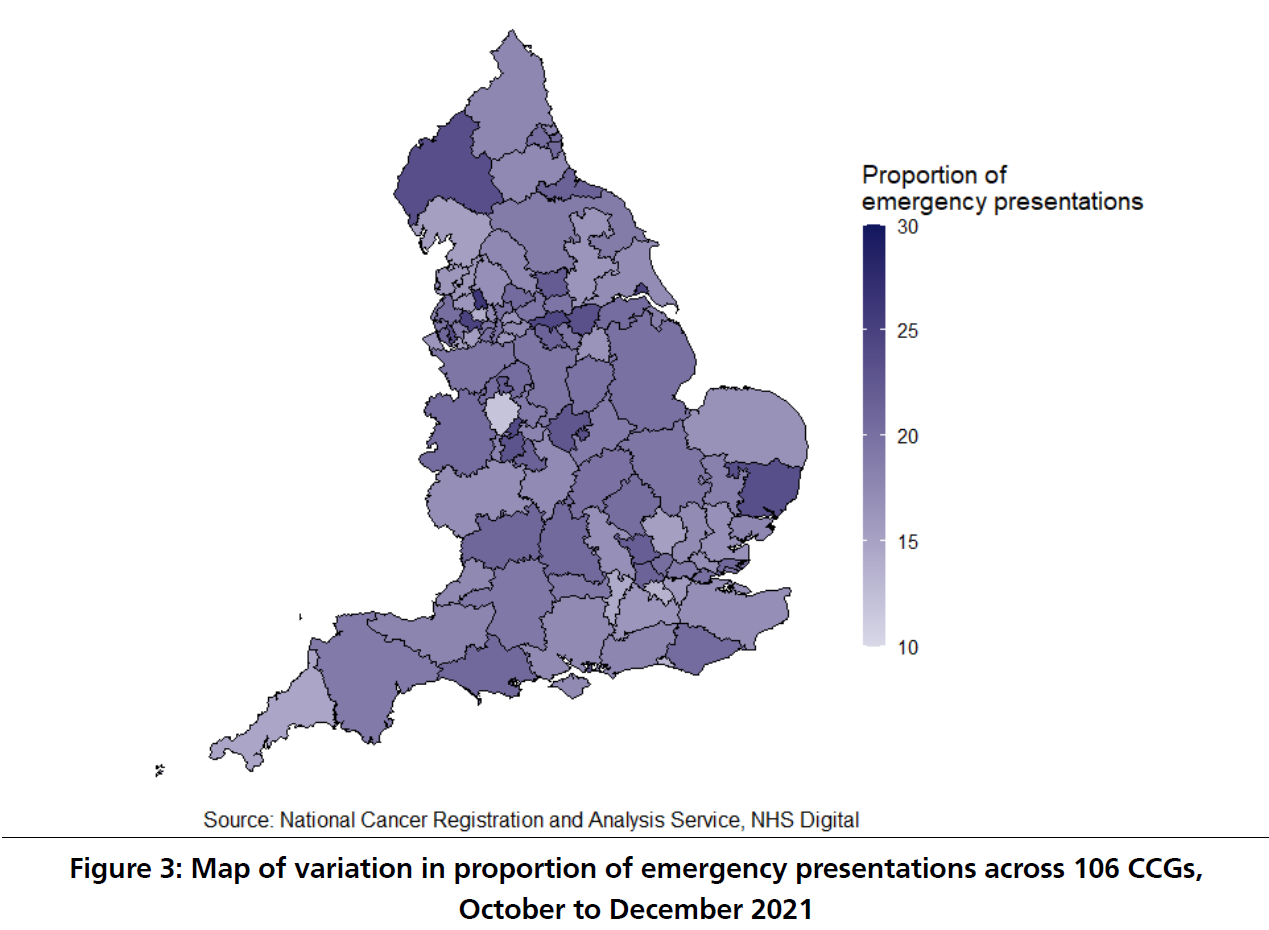 Proportion of
emergency presentations
30
25
20
15
10
Source: National Cancer Registration and Analysis Service, NHS Digital
Figure 3: Map of variation in proportion of emergency presentations across 106 CCGs,
October to December 2021